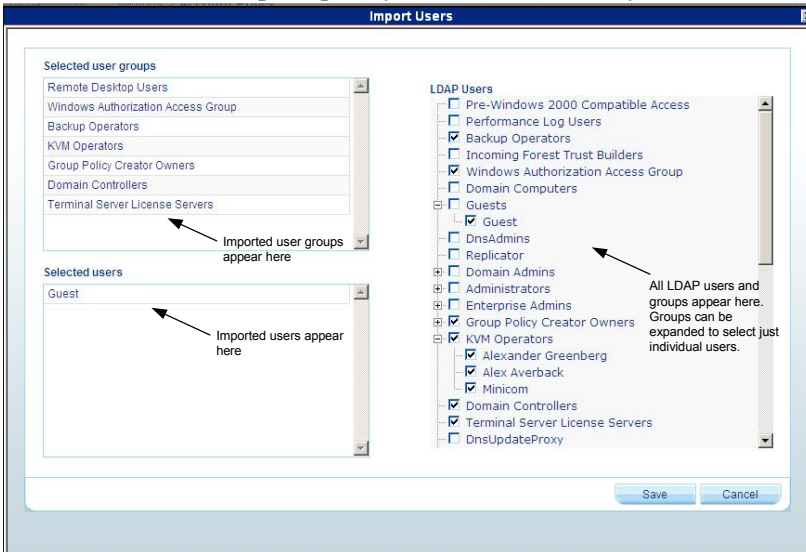 Import Users
Selected user groups
Remote Desktop Users
Windows Authorization Access Group
Backup Operators
KVM Operators
Group Policy Creator Owners
Domain Controllers
Terminal Server License Servers
Imported user groups
appear here
Selected users
Guest
Imported users appear
here
LDAP Users
Pre-Windows 2000 Compatible Access
Performance Log Users
Backup Operators
Incoming Forest Trust Builders
Windows Authorization Access Group
Domain Computers
Guests
Guest
DnsAdmins
Replicator
Domain Admins
Administrators
Enterprise Admins
Group Policy Creator Owners
KVM Operators
Alexander Greenberg
Alex Averback
Minicom
Domain Controllers
Terminal Server License Servers
DnsUpdateProxy
All LDAP users and
groups appear here.
Groups can be
expanded to select just
individual users.
Save
Cancel